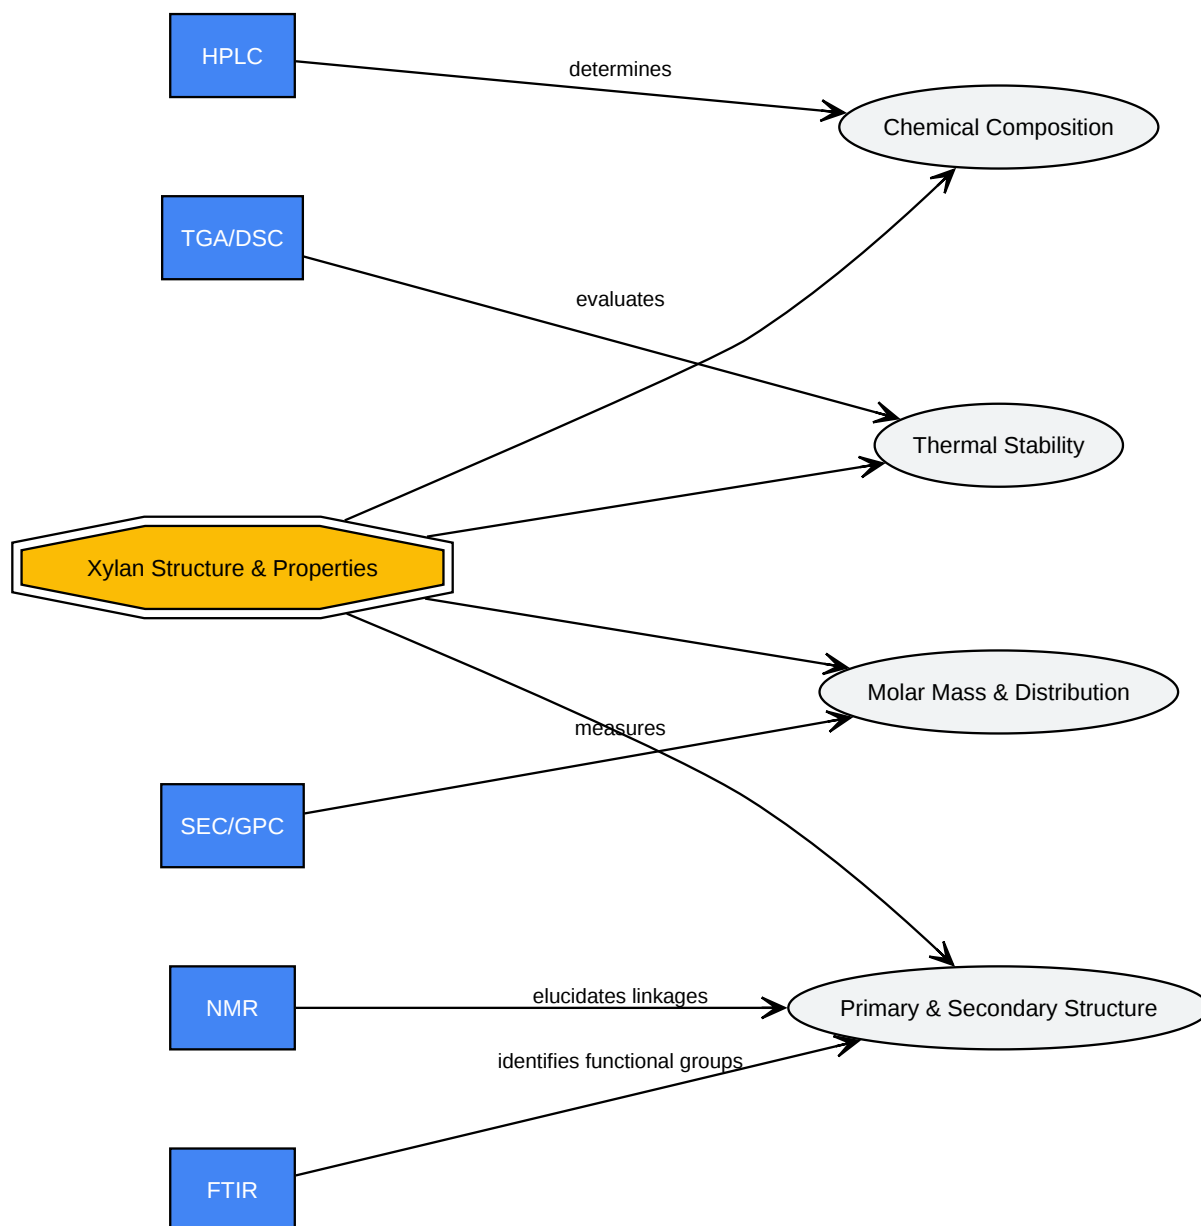 HPLC
determines
Chemical Composition
TGA/DSC
evaluates
Thermal Stability
Xylan Structure & Properties
Molar Mass & Distribution
measures
SEC/GPC
NMR
elucidates linkages
Primary & Secondary Structure
identifies functional groups
FTIR